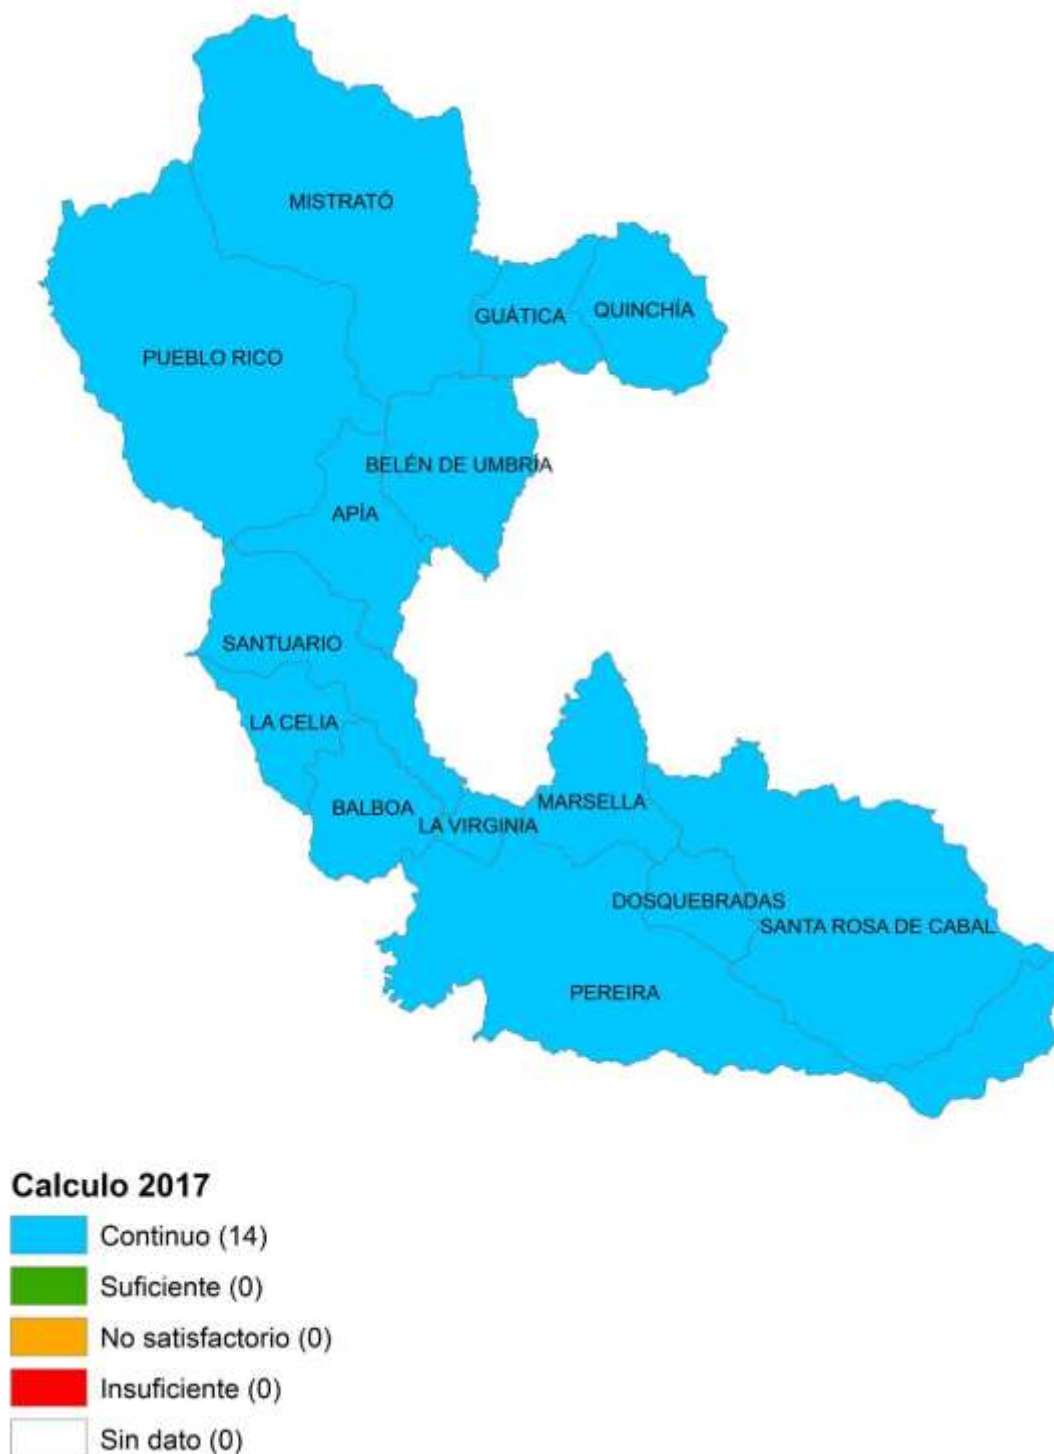 MISTRATÓ
GUÁTICA
QUINCHÍA
PUEBLO RICO
BELÉN DE UMBRÍA
APÍA
SANTUARIO
LA CELIA
BALBOA
LA VIRGINIA
MARSELLA
DOSQUEBRADAS
SANTA ROSA DE CABAL
PEREIRA
Calculo 2017
Continuo (14)
Suficiente (0)
No satisfactorio (0)
Insuficiente (0)
Sin dato (0)